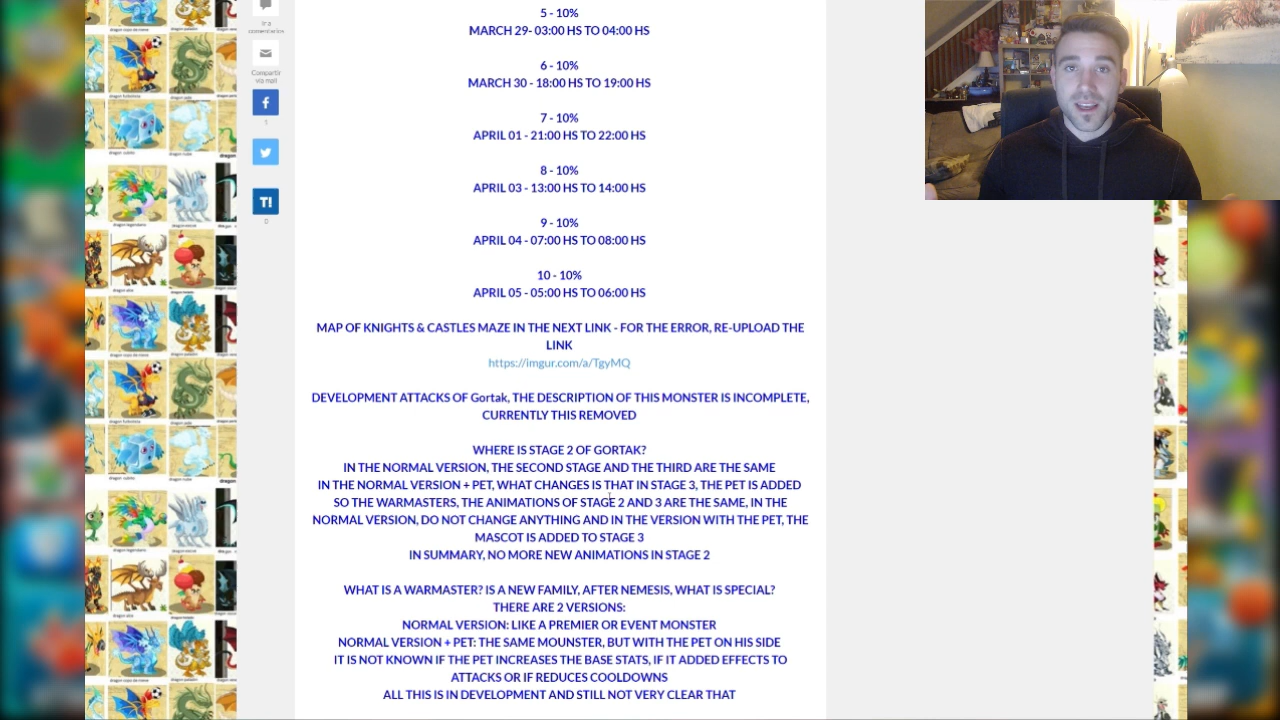 Ir a
comentarios
Compartir
via mail
1
T!
0
5 - 10%
MARCH 29- 03:00 HS TO 04:00 HS
6 - 10%
MARCH 30 - 18:00 HS TO 19:00 HS
7 - 10%
APRIL 01 - 21:00 HS TO 22:00 HS
8 - 10%
APRIL 03 - 13:00 HS TO 14:00 HS
9 - 10%
APRIL 04 - 07:00 HS TO 08:00 HS
10 - 10%
APRIL 05 - 05:00 HS TO 06:00 HS
MAP OF KNIGHTS & CASTLES MAZE IN THE NEXT LINK - FOR THE ERROR, RE-UPLOAD THE
LINK
https://imgur.com/a/TgyMQ
DEVELOPMENT ATTACKS OF Gortak, THE DESCRIPTION OF THIS MONSTER IS INCOMPLETE,
CURRENTLY THIS REMOVED
WHERE IS STAGE 2 OF GORTAK?
IN THE NORMAL VERSION, THE SECOND STAGE AND THE THIRD ARE THE SAME
IN THE NORMAL VERSION + PET, WHAT CHANGES IS THAT IN STAGE 3, THE PET IS ADDED
SO THE WARMASTERS, THE ANIMATIONS OF STAGE 2 AND 3 ARE THE SAME, IN THE
NORMAL VERSION, DO NOT CHANGE ANYTHING AND IN THE VERSION WITH THE PET, THE
MASCOT IS ADDED TO STAGE 3
IN SUMMARY, NO MORE NEW ANIMATIONS IN STAGE 2
WHAT IS A WARMASTER? IS A NEW FAMILY, AFTER NEMESIS, WHAT IS SPECIAL?
THERE ARE 2 VERSIONS:
NORMAL VERSION: LIKE A PREMIER OR EVENT MONSTER
NORMAL VERSION + PET: THE SAME MOUNSTER, BUT WITH THE PET ON HIS SIDE
IT IS NOT KNOWN IF THE PET INCREASES THE BASE STATS, IF IT ADDED EFFECTS TO
ATTACKS OR IF REDUCES COOLDOWNS
ALL THIS IS IN DEVELOPMENT AND STILL NOT VERY CLEAR THAT